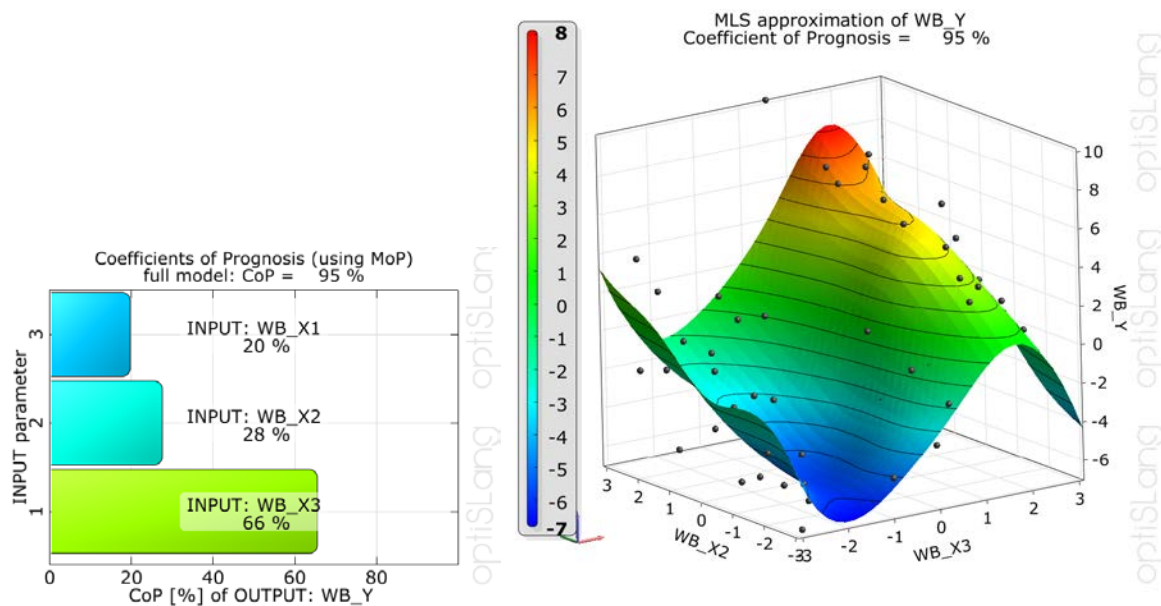 Coefficients of Prognosis (using MoP)
full model: CoP = 95 %
INPUT parameter
3
INPUT: WB_X1
20 %
2
INPUT: WB_X2
28 %
1
INPUT: WB_X3
66 %
0 20 40 60 80
CoP [%] of OUTPUT: WB_Y
optiSLang
optiSLang
MLS approximation of WB_Y
Coefficient of Prognosis = 95 %
8
7
6
5
4
3
2
1
0
-1
-2
-3
-4
-5
-6
-7
10
8
6
4
2
0
-2
-4
-6
WB_Y
3 2 1 0 -1 -2 -3
WB_X2
-3 -2 -1 0 1 2 3
WB_X3
optiSLang
optiSLang
optiSLang